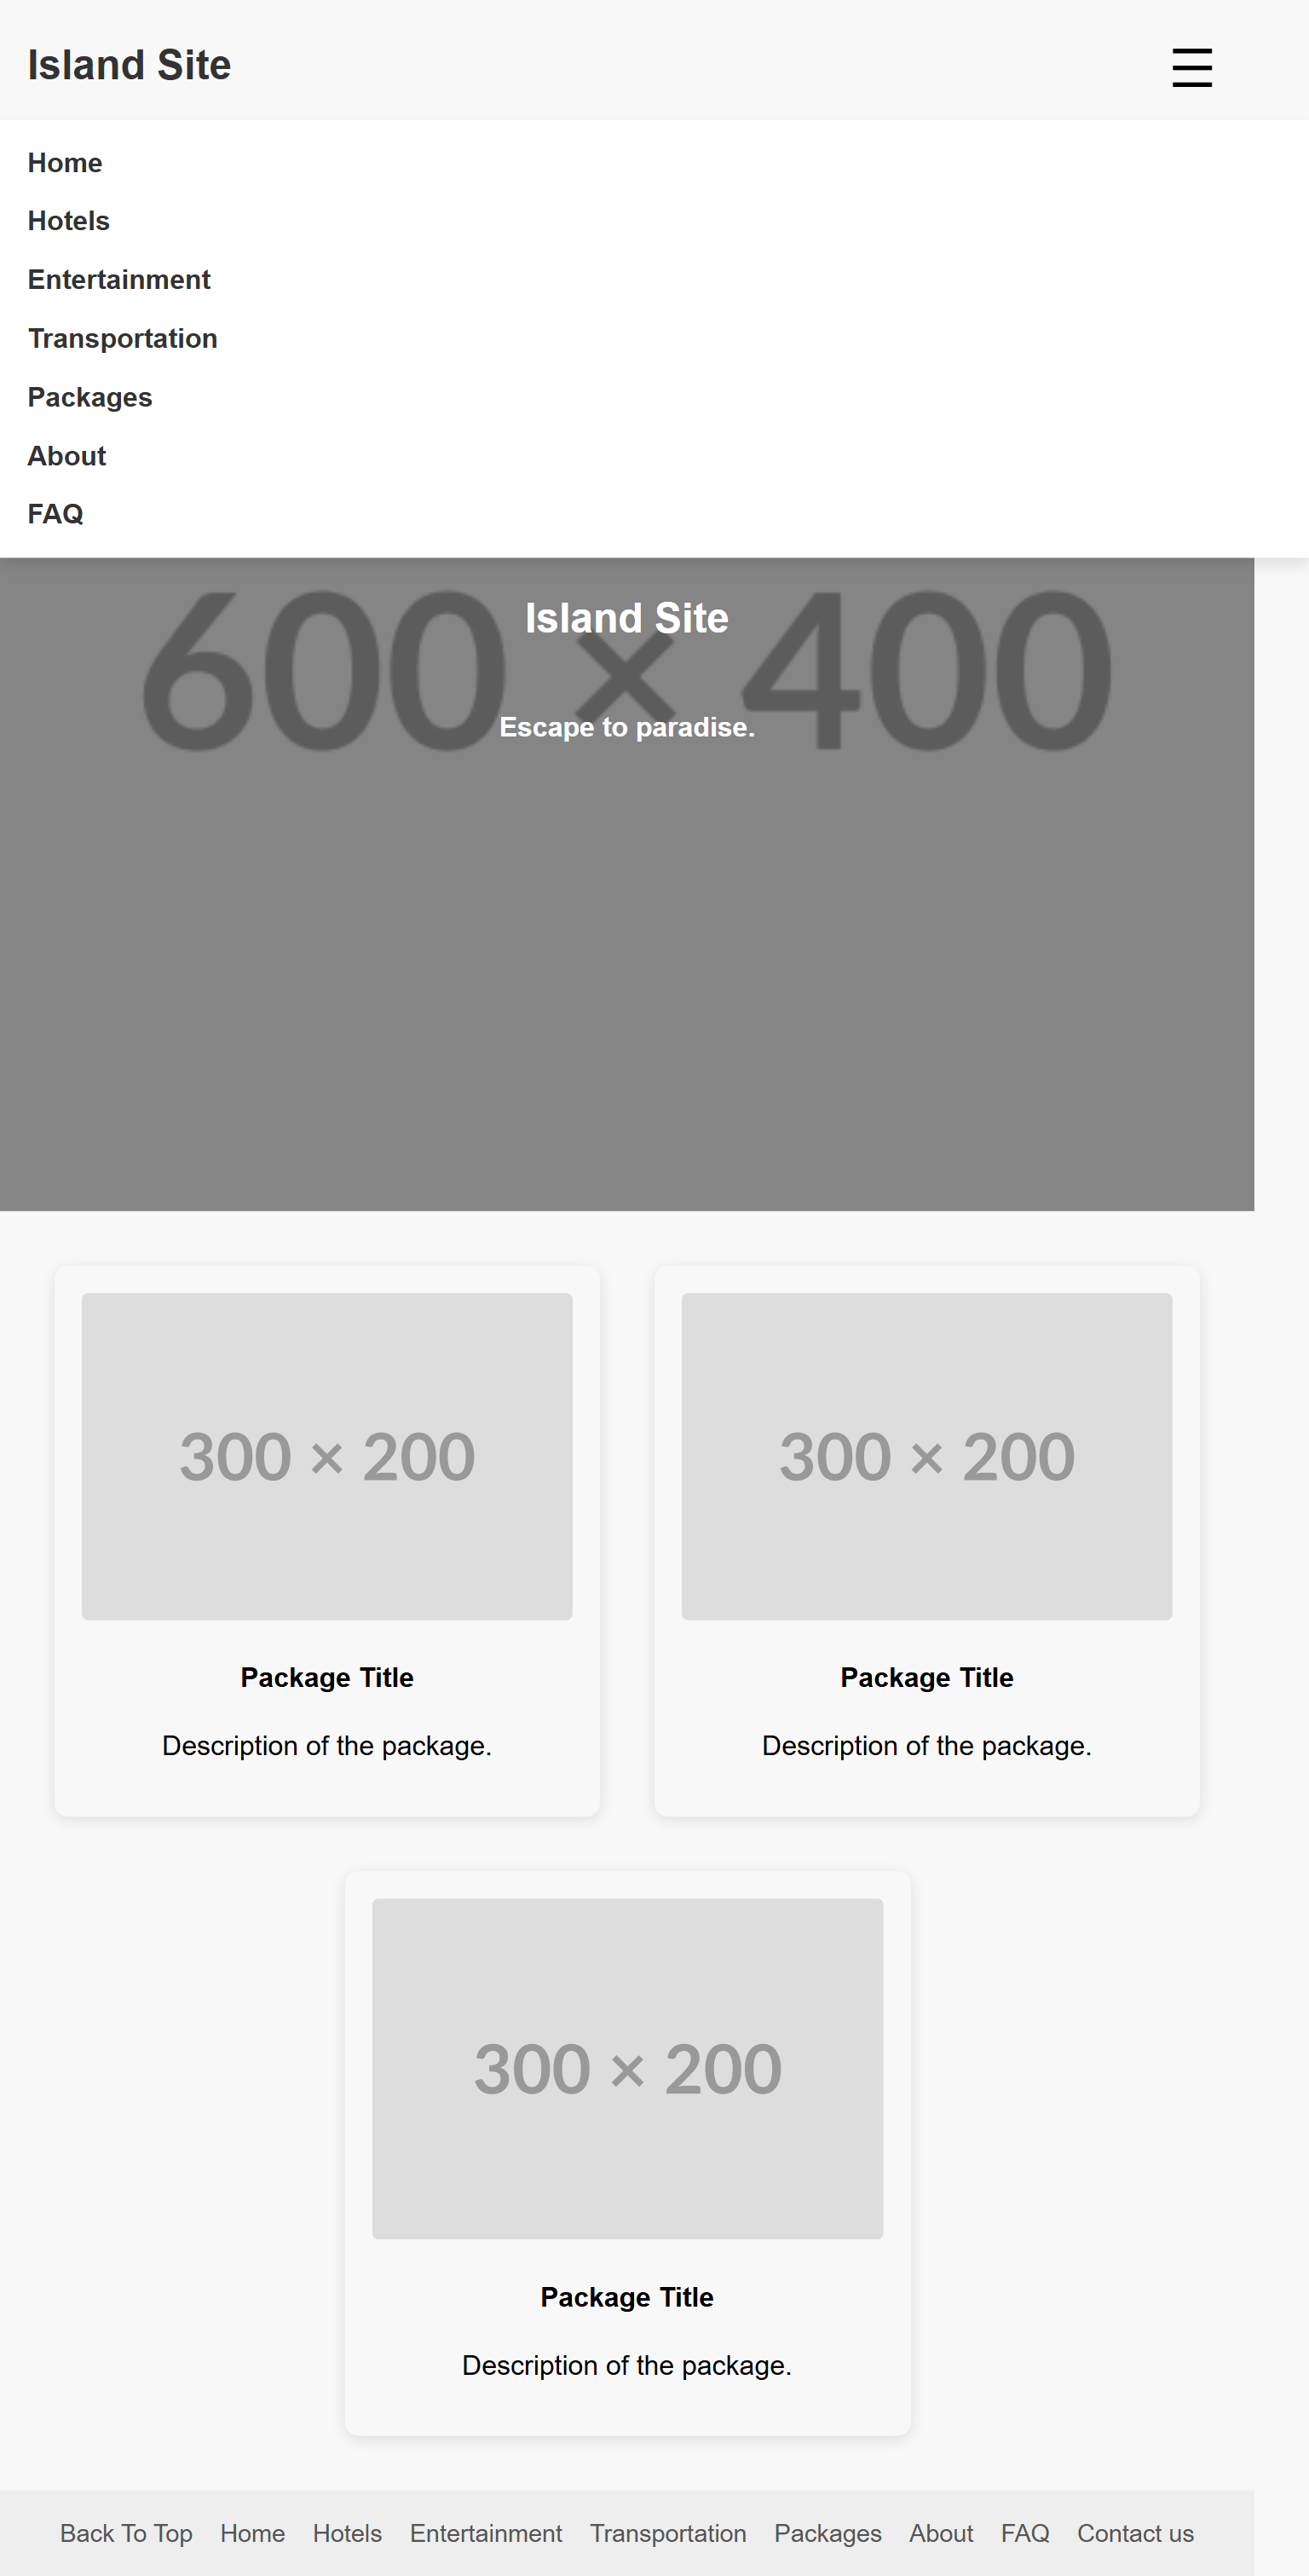 Island Site
☰
Home
Hotels
Entertainment
Transportation
Packages
About
FAQ
600 × 400
Island Site
Escape to paradise.
300 × 200
300 × 200
Package Title
Package Title
Description of the package.
Description of the package.
300 × 200
Package Title
Description of the package.
Back To Top Home Hotels Entertainment Transportation Packages About FAQ Contact us